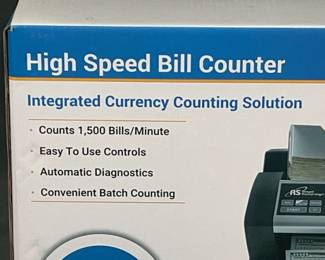 High Speed Bill Counter
Integrated Currency Counting Solution
· Counts 1,500 Bills/Minute
· Easy To Use Controls
· Automatic Diagnostics
· Convenient Batch Counting
RS